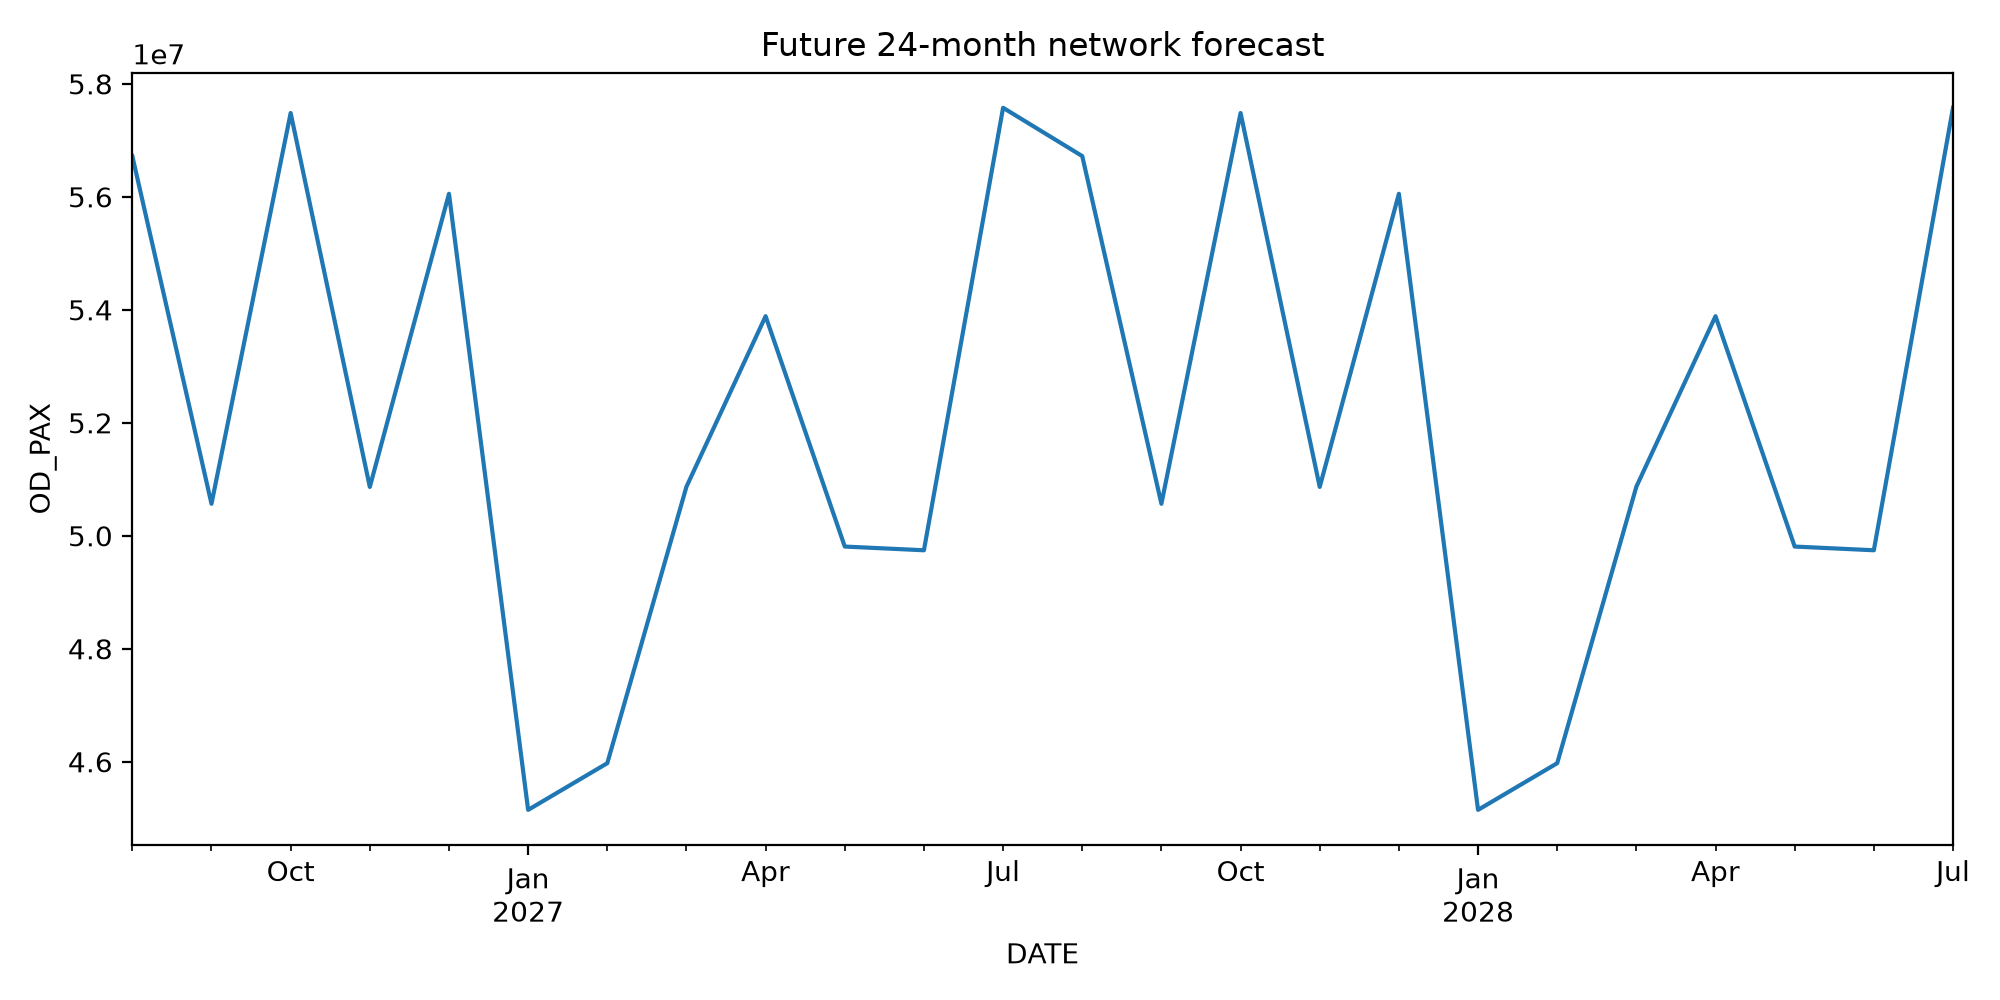 Future 24-month network forecast
1e7
5.8
5.6
5.4
5.2
5.0
4.8
4.6
OD_PAX
Oct
Jan
2027
Apr
Jul
Oct
Jan
2028
Apr
Jul
DATE